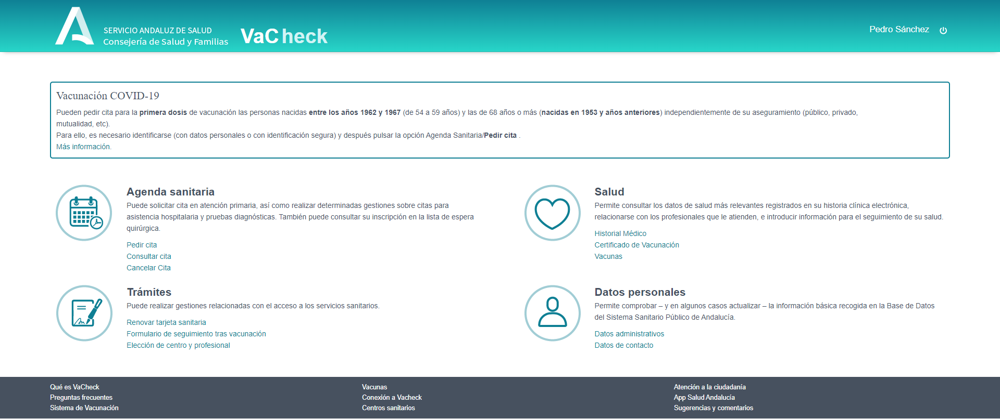 SERVICIO ANDALUZ DE SALUD
Consejería de Salud y Familias
VaCheck
Pedro Sánchez
Vacunación COVID-19
Pueden pedir cita para la primera dosis de vacunación las personas nacidas entre los años 1962 y 1967 (de 54 a 59 años) y las de 68 años o más (nacidas en 1953 y años anteriores) independientemente de su aseguramiento (público, privado,
mutualidad, etc).
Para ello, es necesario identificarse (con datos personales o con identificación segura) y después pulsar la opción Agenda Sanitaria/Pedir cita .
Más información.
Agenda sanitaria
Puede solicitar cita en atención primaria, así como realizar determinadas gestiones sobre citas para
asistencia hospitalaria y pruebas diagnósticas. También puede consultar su inscripción en la lista de espera
quirúrgica.
Pedir cita
Consultar cita
Cancelar Cita
Salud
Permite consultar los datos de salud más relevantes registrados en su historia clínica electrónica,
relacionarse con los profesionales que le atienden, e introducir información para el seguimiento de su salud.
Historial Médico
Certificado de Vacunación
Vacunas
Trámites
Puede realizar gestiones relacionadas con el acceso a los servicios sanitarios.
Renovar tarjeta sanitaria
Formulario de seguimiento tras vacunación
Elección de centro y profesional
Datos personales
Permite comprobar – y en algunos casos actualizar – la información básica recogida en la Base de Datos
del Sistema Sanitario Público de Andalucía.
Datos administrativos
Datos de contacto
Qué es VaCheck
Preguntas frecuentes
Sistema de Vacunación
Vacunas
Conexión a Vacheck
Centros sanitarios
Atención a la ciudadanía
App Salud Andalucía
Sugerencias y comentarios